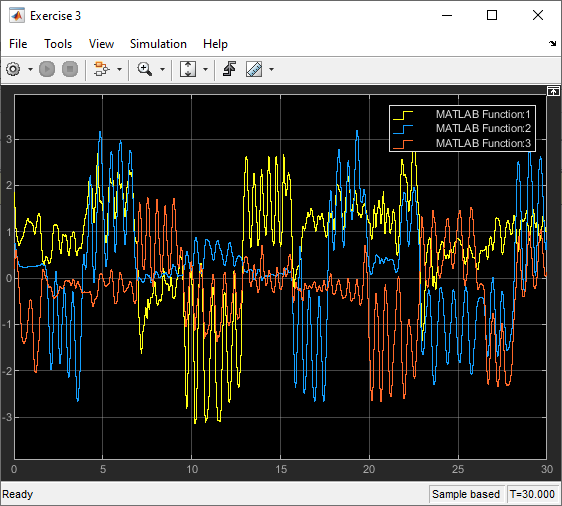 Exercise 3
File Tools View Simulation Help
MATLAB Function:1
MATLAB Function:2
MATLAB Function:3
3
2
1
0
-1
-2
-3
0 5 10 15 20 25 30
Ready Sample based T=30.000